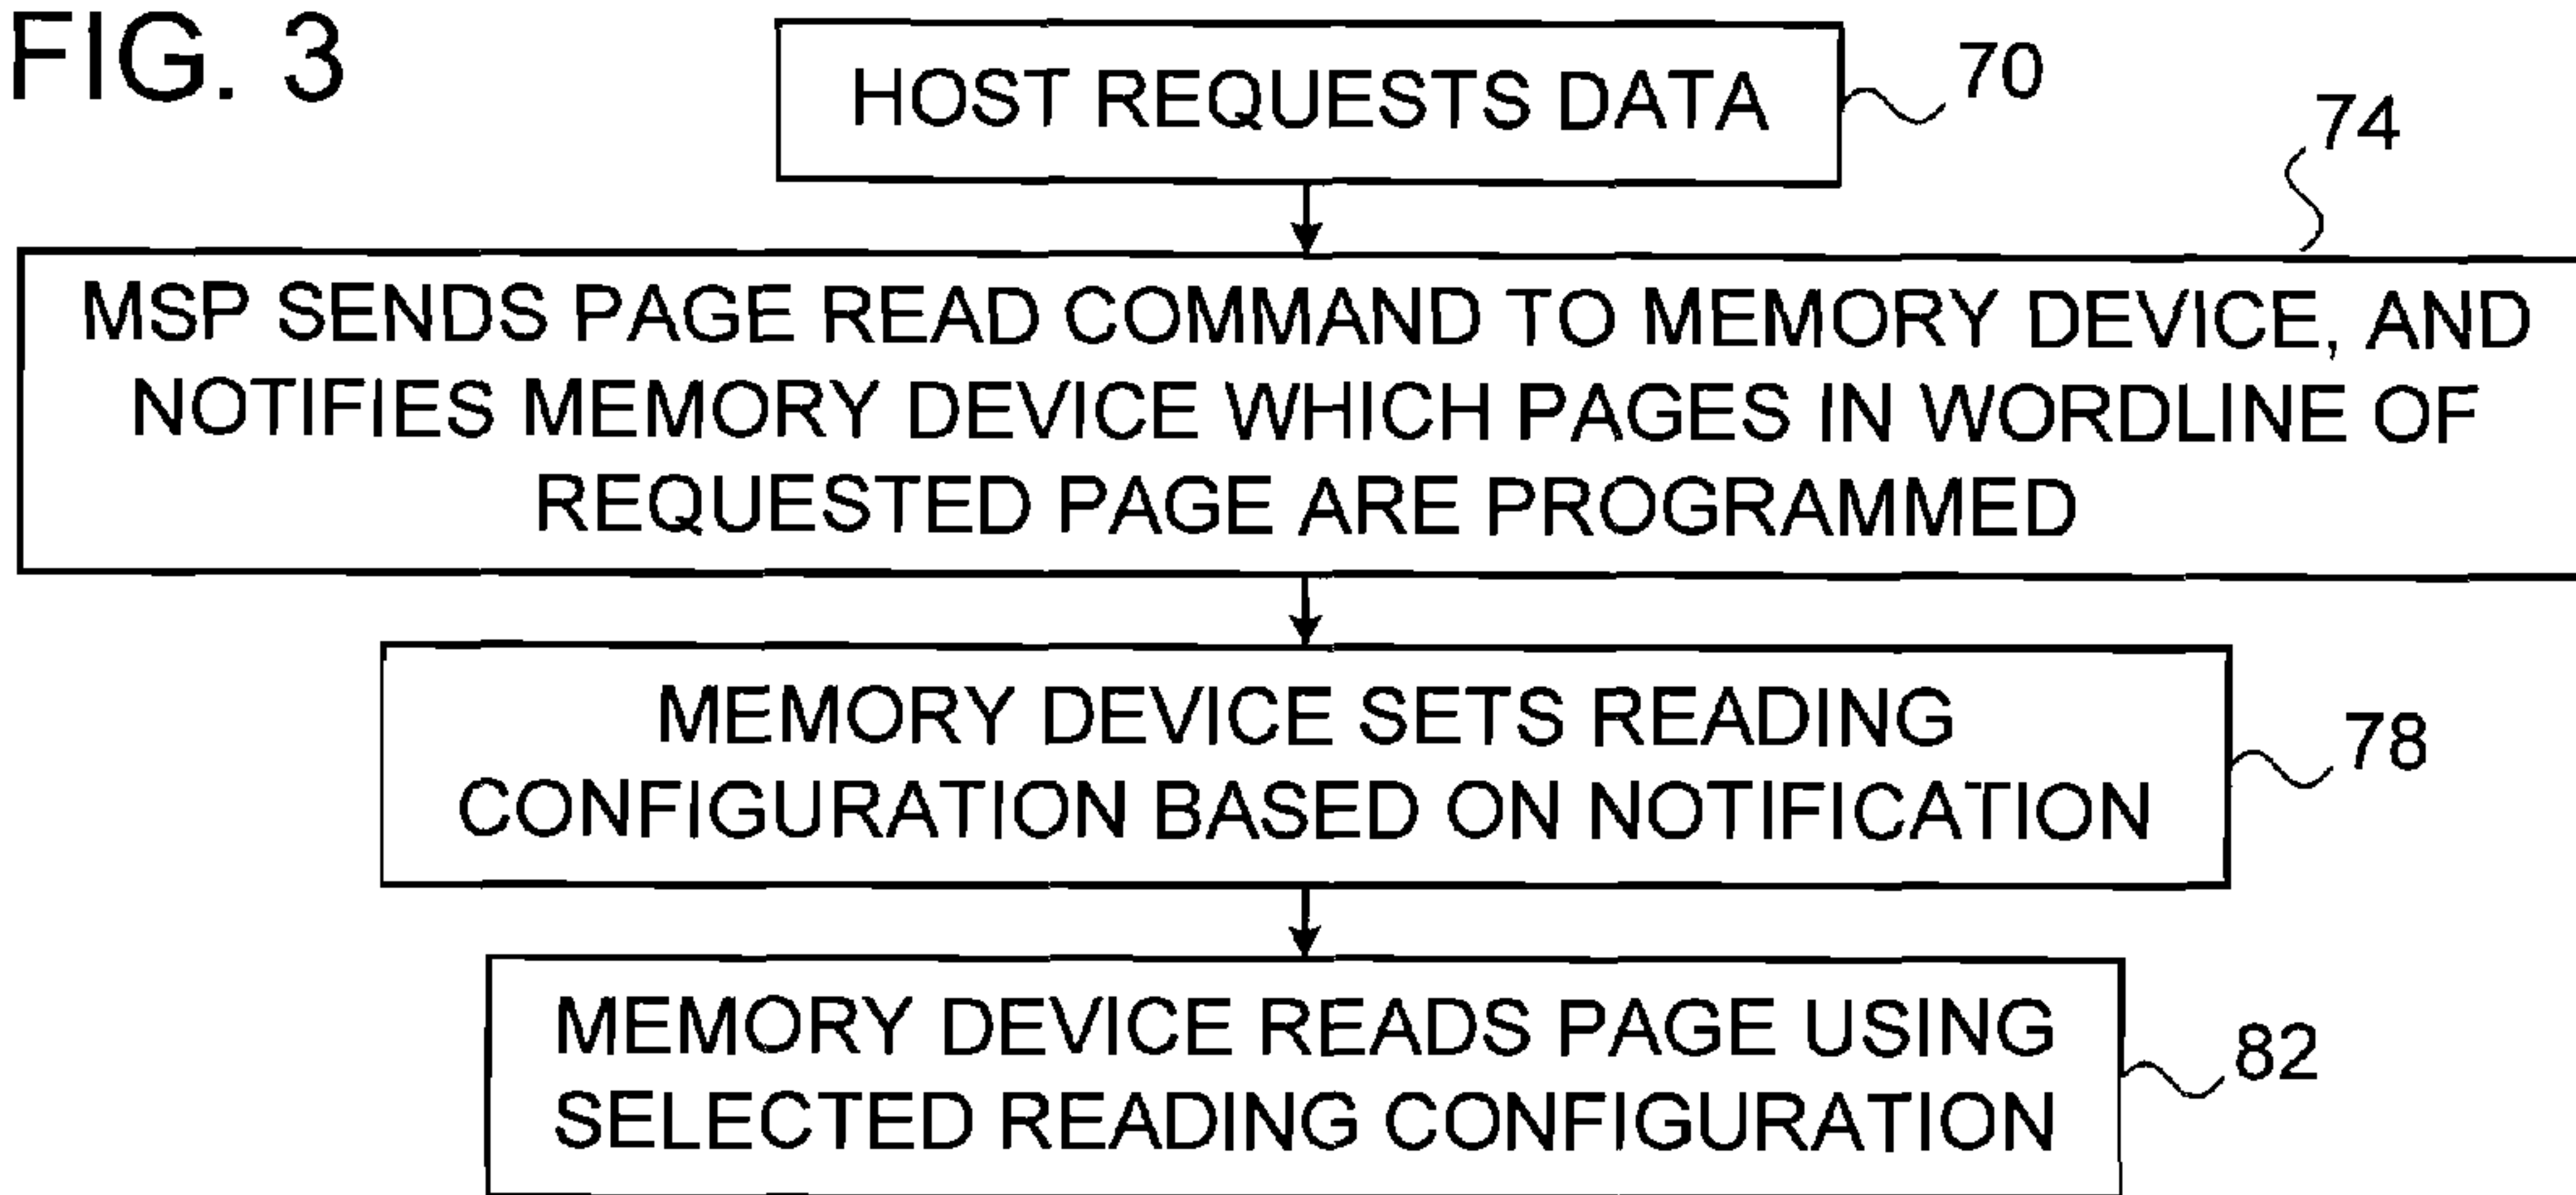 FIG. 3
HOST REQUESTS DATA
70
74
MSP SENDS PAGE READ COMMAND TO MEMORY DEVICE, AND
NOTIFIES MEMORY DEVICE WHICH PAGES IN WORDLINE OF
REQUESTED PAGE ARE PROGRAMMED
MEMORY DEVICE SETS READING
CONFIGURATION BASED ON NOTIFICATION
78
MEMORY DEVICE READS PAGE USING
SELECTED READING CONFIGURATION
82